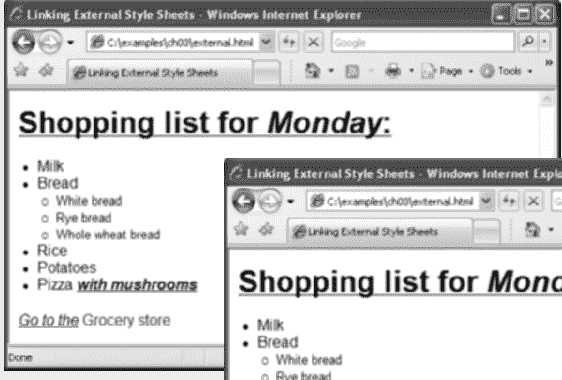 Linking External Style Sheets - Windows Internet Explorer
C:\examples\ch03\external.html
Google
Linking External Style Sheets
Page
Tools
»
Shopping list for Monday:
• Milk
• Bread
○ White bread
○ Rye bread
○ Whole wheat bread
• Rice
• Potatoes
• Pizza with mushrooms
Go to the Grocery store
Done
Linking External Style Sheets - Windows Internet Explo
C:\examples\ch03\external.html
G
Linking External Style Sheets
Shopping list for Mond
• Milk
• Bread
○ White bread
○ Rye bread